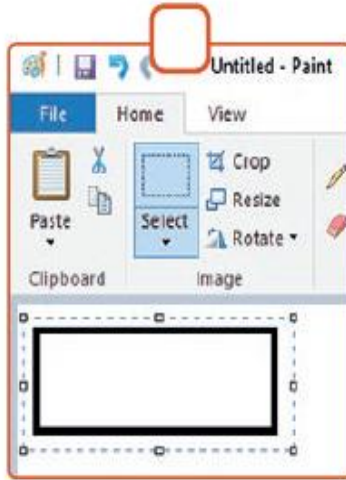 Untitled - Paint
File Home View
Crop
Resize
Paste Select Rotate
Clipboard Image